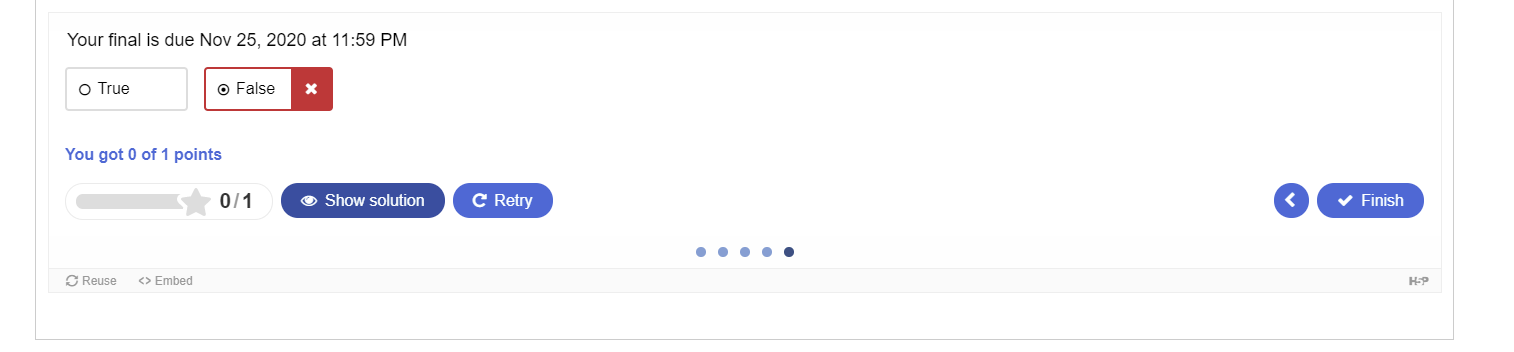 Your final is due Nov 25, 2020 at 11:59 PM
True False
You got 0 of 1 points
0/1 Show solution Retry Finish
Reuse <> Embed H5P